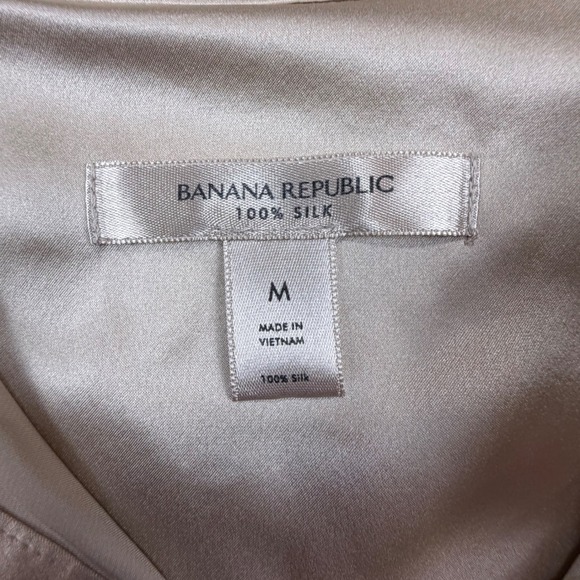 BANANA REPUBLIC
100% SILK
M
MADE IN
VIETNAM
100% Silk